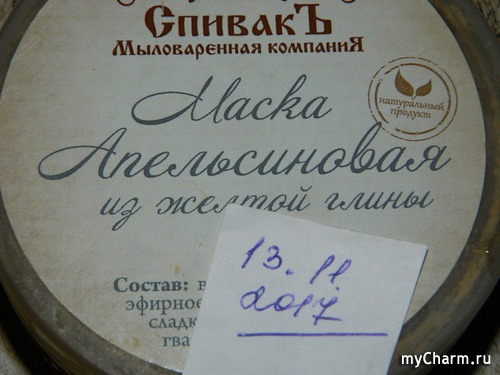 СпивакЪ
Мыловаренная компаниЯ
натуральный
продукт
Маска
Апельсиновая
из желтой глины
13.11
2017
Состав: в
эфирное
сладк
гва
myCharm.ru